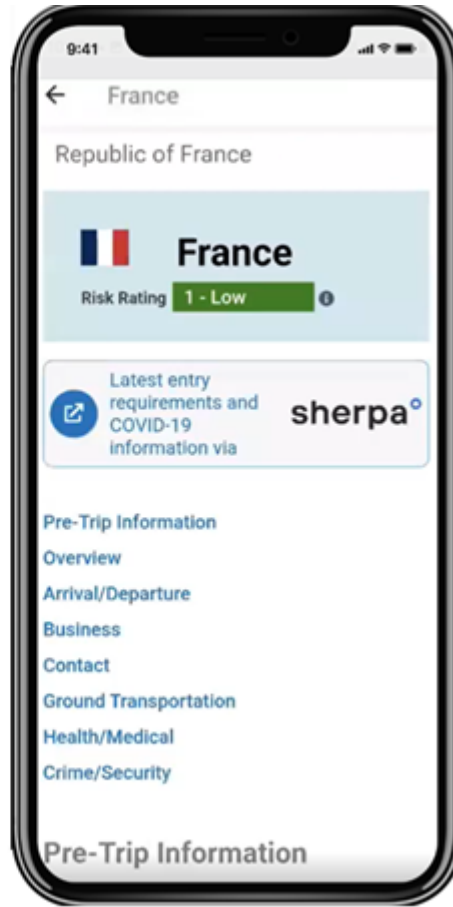 9:41
France
Republic of France
France
Risk Rating 1 - Low
Latest entry
requirements and
COVID-19
information via
sherpa°
Pre-Trip Information
Overview
Arrival/Departure
Business
Contact
Ground Transportation
Health/Medical
Crime/Security
Pre-Trip Information